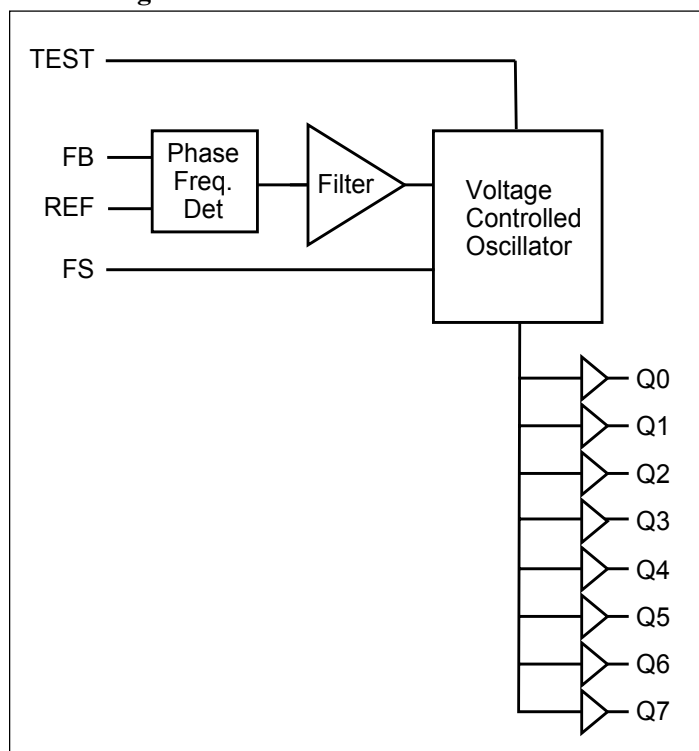 TEST
FB
REF
FS
Phase
Freq.
Det
Filter
Voltage
Controlled
Oscillator
Q0
Q1
Q2
Q3
Q4
Q5
Q6
Q7